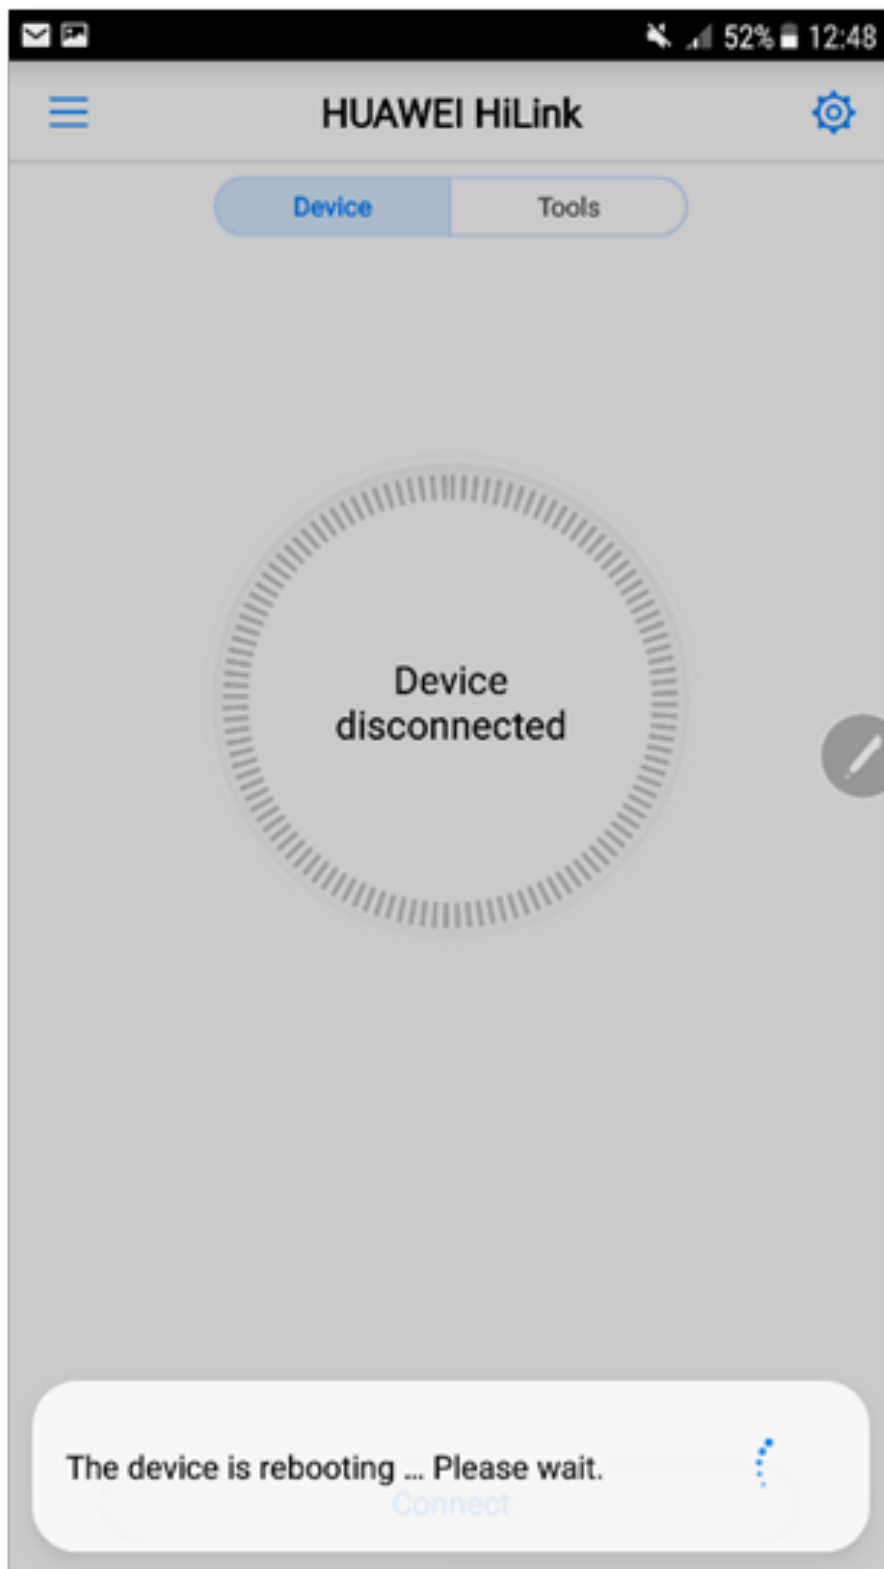 52% 12:48
HUAWEI HiLink
Device Tools
Device
disconnected
The device is rebooting ... Please wait.
Connect